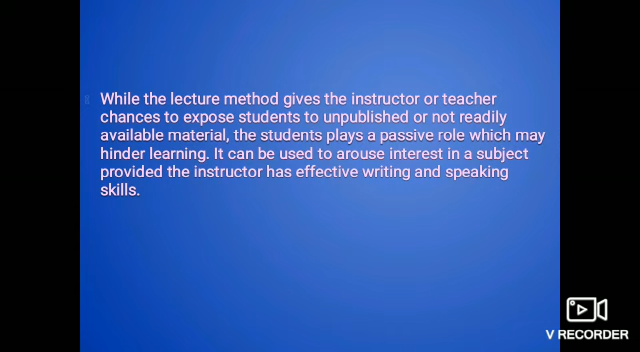 While the lecture method gives the instructor or teacher
chances to expose students to unpublished or not readily
available material, the students plays a passive role which may
hinder learning. It can be used to arouse interest in a subject
provided the instructor has effective writing and speaking
skills.
V RECORDER